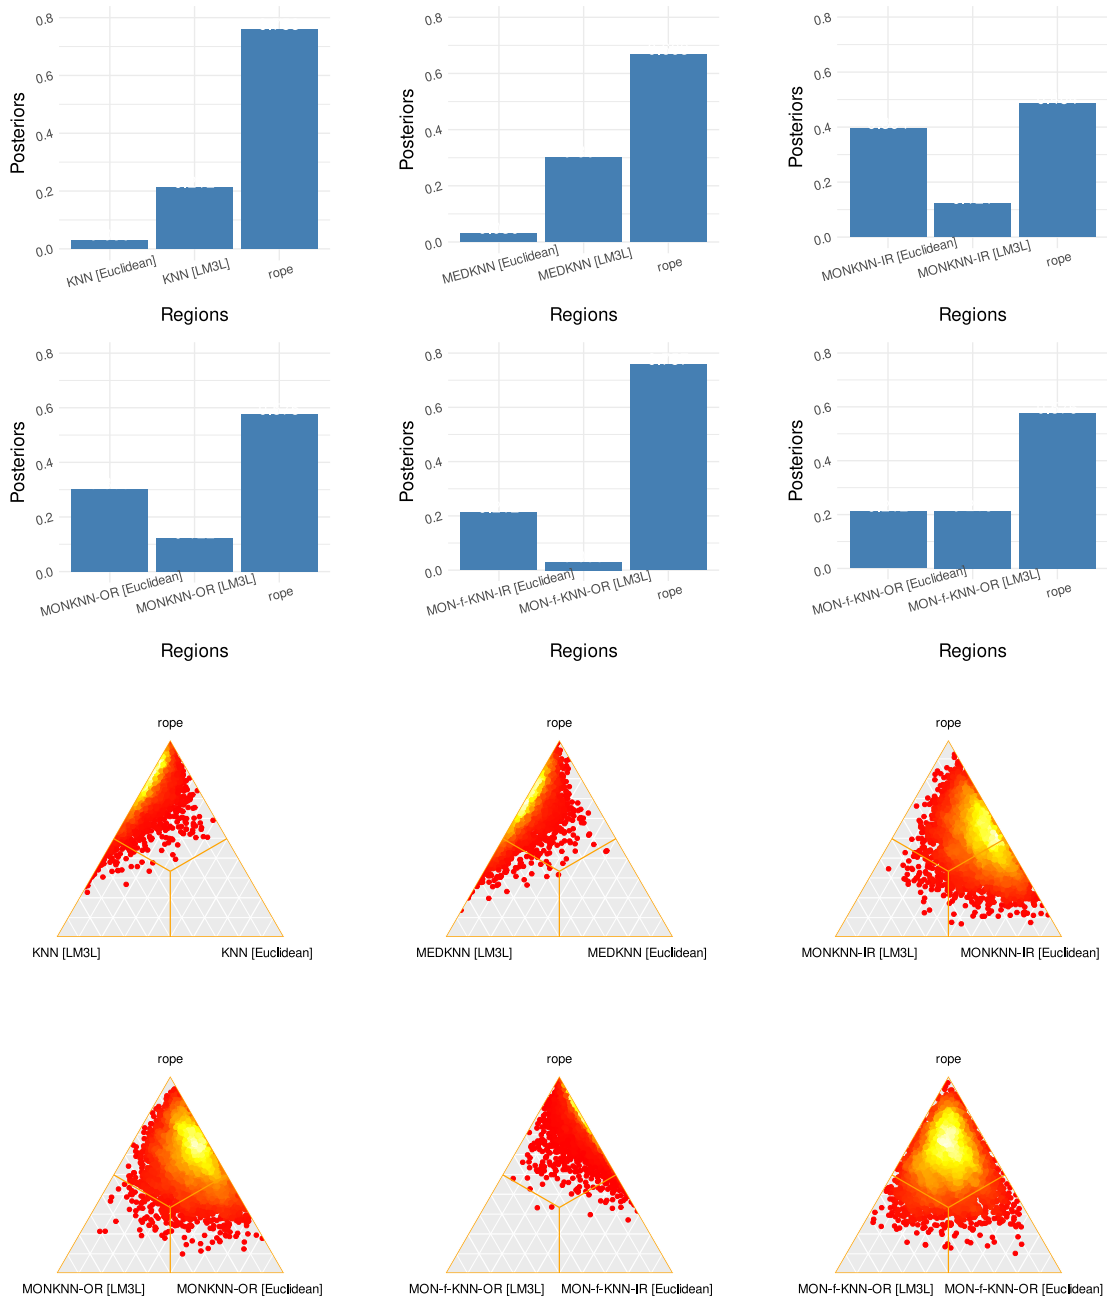 0.8
0.6
0.4
0.2
0.0
Posteriors
KNN [Euclidean]
KNN [LM3L]
rope
Regions
0.8
0.6
0.4
0.2
0.0
Posteriors
MEDKNN [Euclidean]
MEDKNN [LM3L]
rope
Regions
0.8
0.6
0.4
0.2
0.0
Posteriors
MONKNN-IR [Euclidean]
MONKNN-IR [LM3L]
rope
Regions
0.8
0.6
0.4
0.2
0.0
Posteriors
MONKNN-OR [Euclidean]
MONKNN-OR [LM3L]
rope
Regions
0.8
0.6
0.4
0.2
0.0
Posteriors
MON-f-KNN-IR [Euclidean]
MON-f-KNN-OR [LM3L]
rope
Regions
0.8
0.6
0.4
0.2
0.0
Posteriors
MON-f-KNN-OR [Euclidean]
MON-f-KNN-OR [LM3L]
rope
Regions
rope
KNN [LM3L]
KNN [Euclidean]
rope
MEDKNN [LM3L]
MEDKNN [Euclidean]
rope
MONKNN-IR [LM3L]
MONKNN-IR [Euclidean]
rope
MONKNN-OR [LM3L]
MONKNN-OR [Euclidean]
rope
MON-f-KNN-OR [LM3L]
MON-f-KNN-IR [Euclidean]
rope
MON-f-KNN-OR [LM3L]
MON-f-KNN-OR [Euclidean]